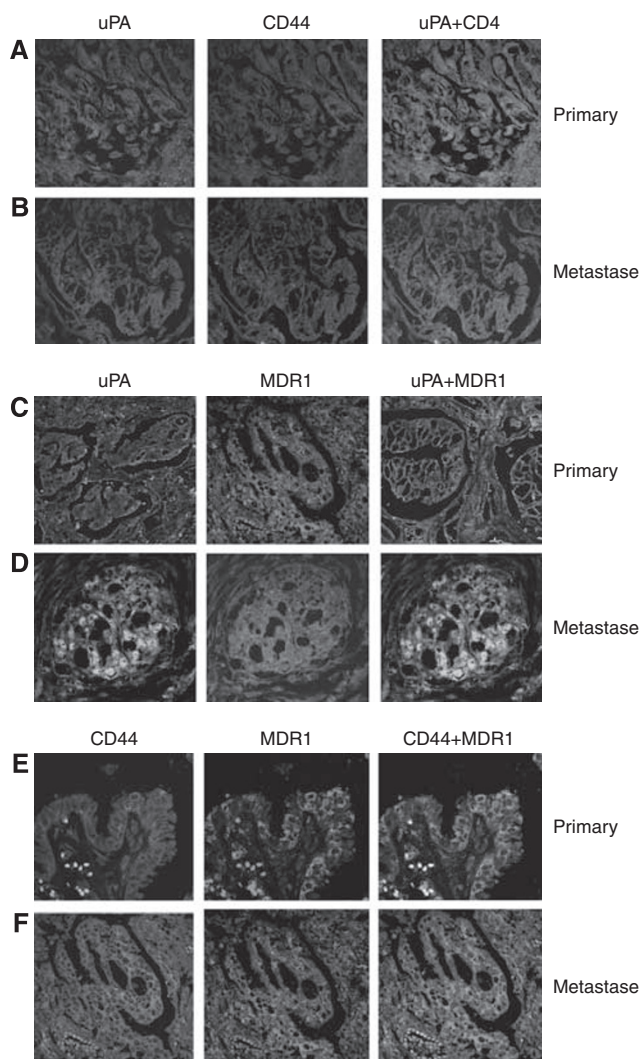 uPA CD44 uPA+CD4
A Primary
B Metastase
uPA MDR1 uPA+MDR1
C Primary
D Metastase
CD44 MDR1 CD44+MDR1
E Primary
F Metastase